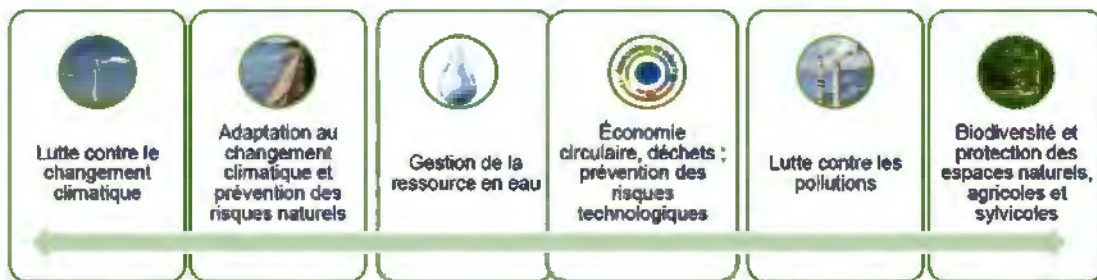 Lutte contre le
changement
climatique
Adaptation au
changement
climatique et
prévention des
risques naturels
Gestion de la
ressource en eau
Économie
circulaire, déchets ;
prévention des
risques
technologiques
Lutte contre les
pollutions
Biodiversité et
protection des
espaces naturels,
agricoles et
sylvicoles